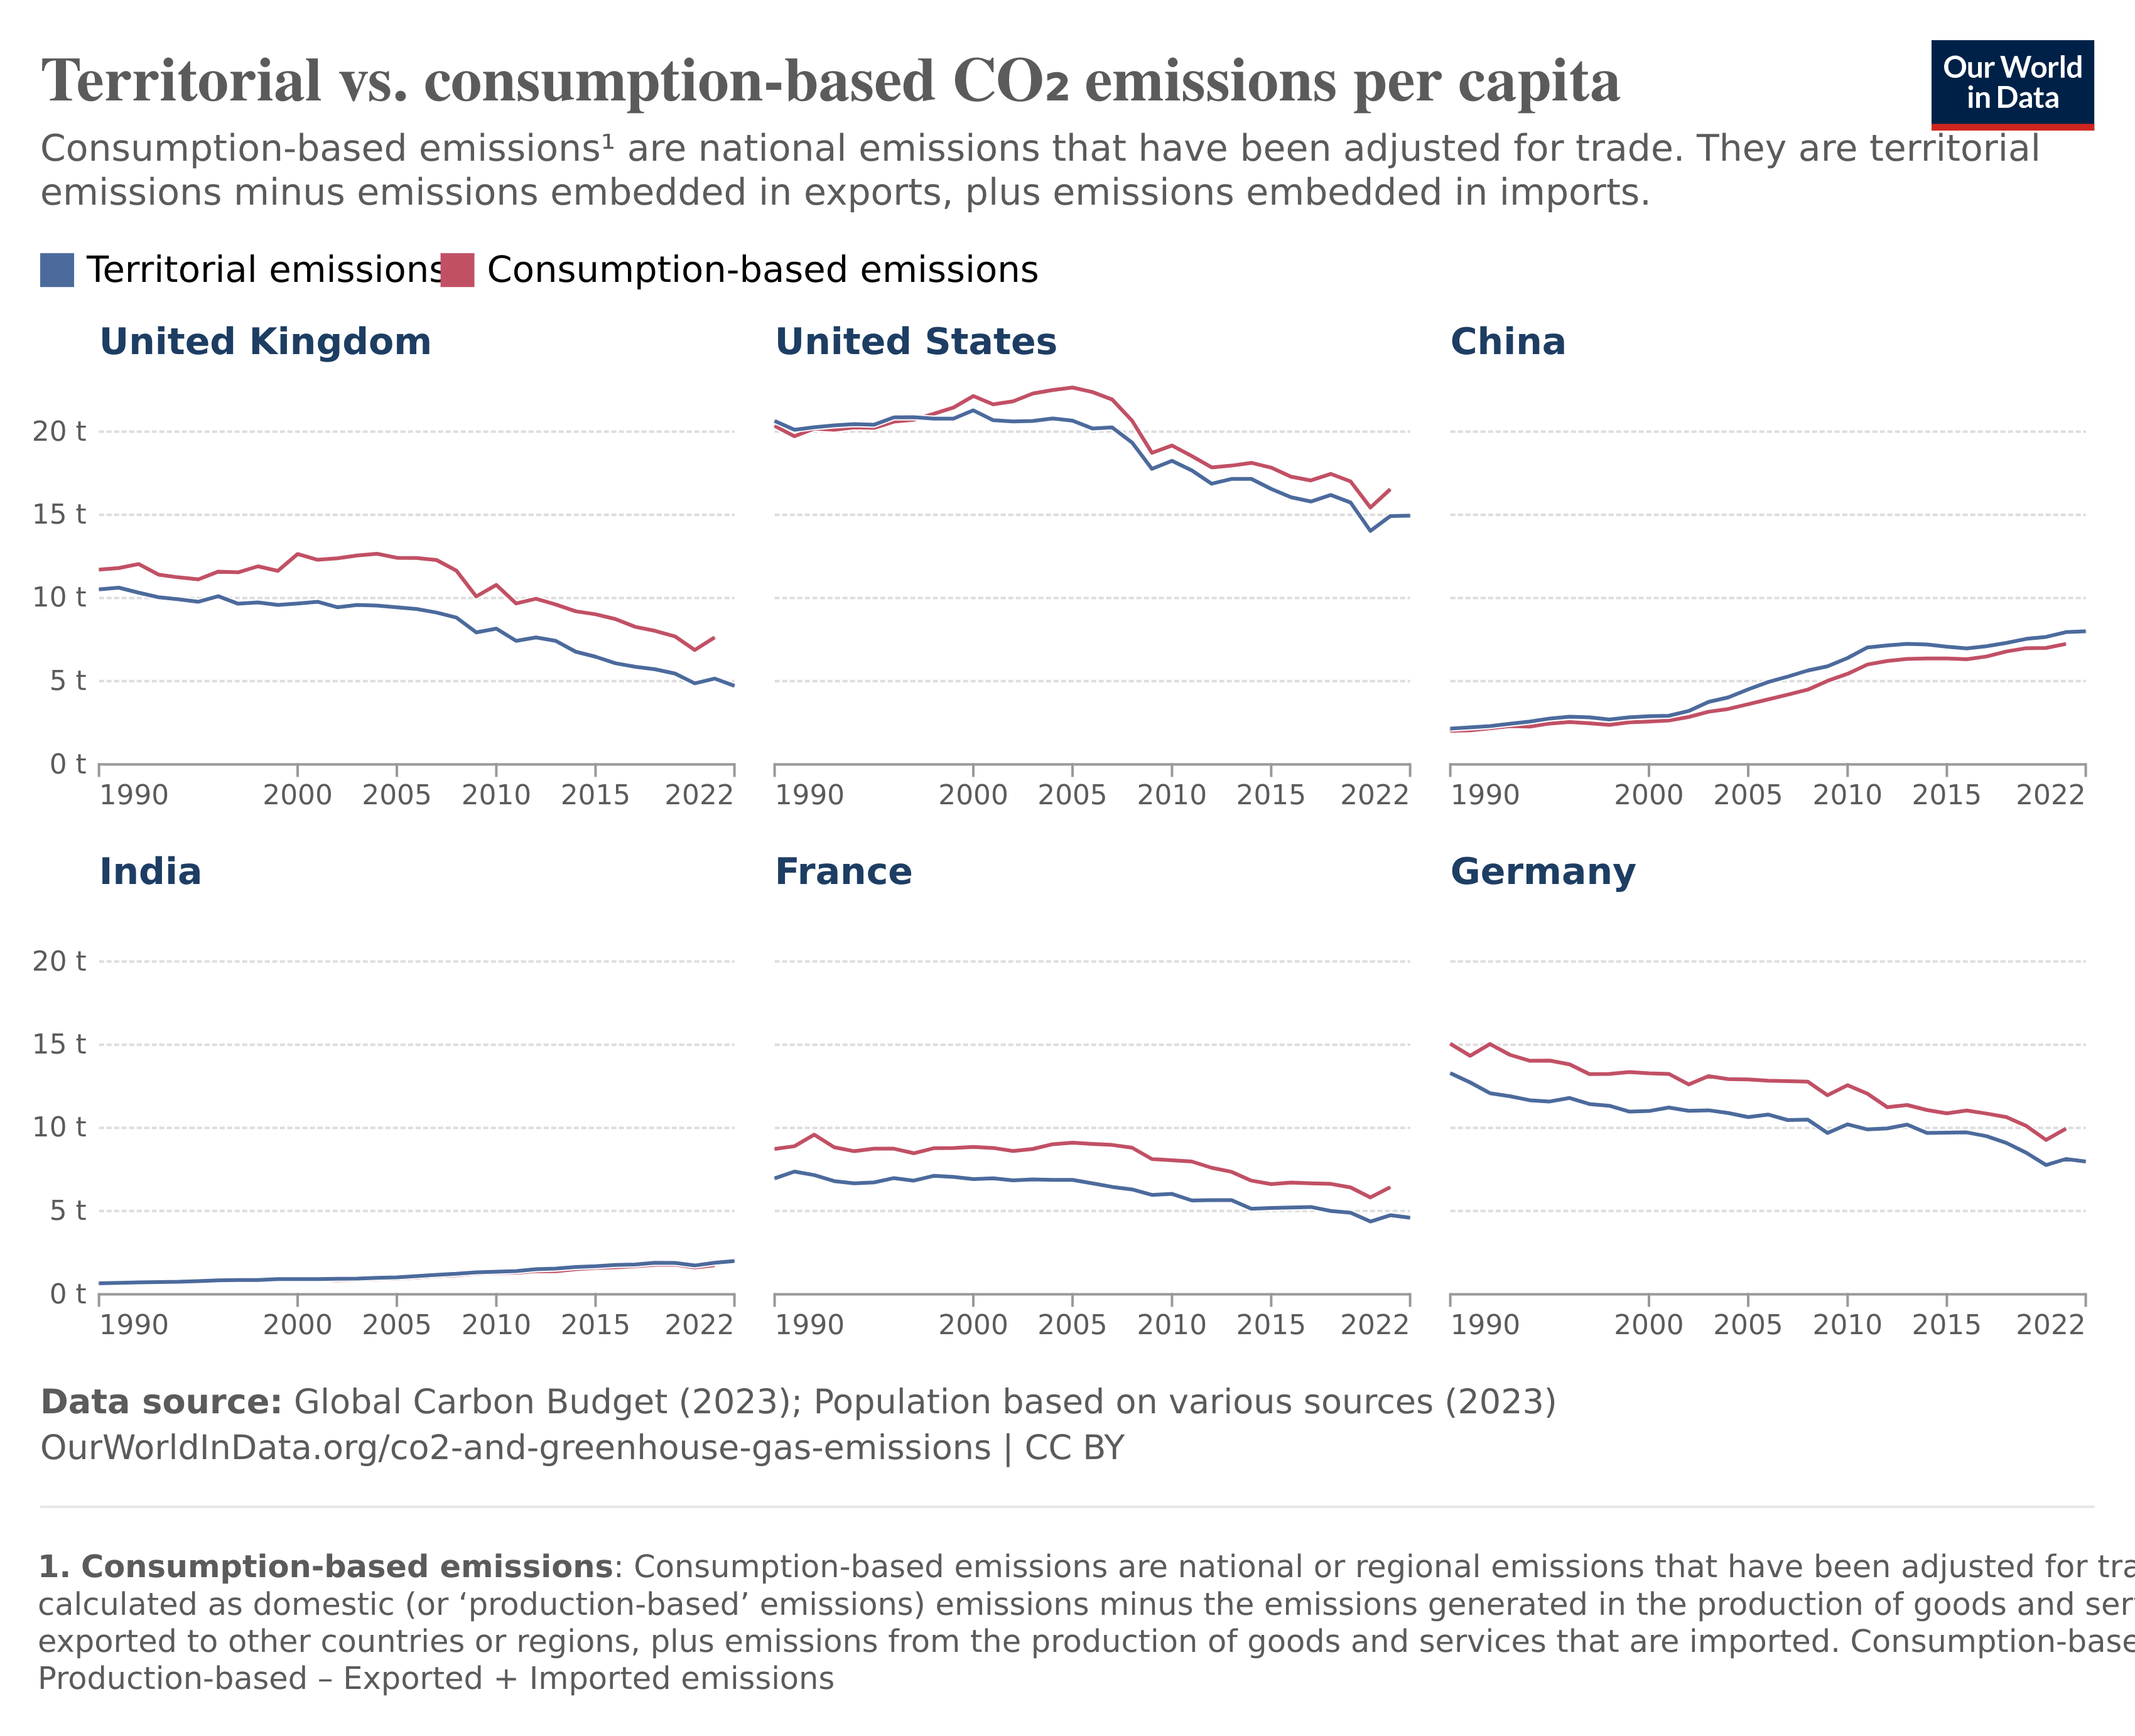 Territorial vs. consumption-based CO₂ emissions per capita
Our World
in Data
Consumption-based emissions¹ are national emissions that have been adjusted for trade. They are territorial
emissions minus emissions embedded in exports, plus emissions embedded in imports.
Territorial emissions Consumption-based emissions
United Kingdom United States China
20 t
15 t
10 t
5 t
0 t
1990 2000 2005 2010 2015 2022 1990 2000 2005 2010 2015 2022 1990 2000 2005 2010 2015 2022
India France Germany
20 t
15 t
10 t
5 t
0 t
1990 2000 2005 2010 2015 2022 1990 2000 2005 2010 2015 2022 1990 2000 2005 2010 2015 2022
Data source: Global Carbon Budget (2023); Population based on various sources (2023)
OurWorldInData.org/co2-and-greenhouse-gas-emissions | CC BY
1. Consumption-based emissions: Consumption-based emissions are national or regional emissions that have been adjusted for
calculated as domestic (or ‘production-based’ emissions) emissions minus the emissions generated in the production of goods and
exported to other countries or regions, plus emissions from the production of goods and services that are imported.
Production-based – Exported + Imported emissions